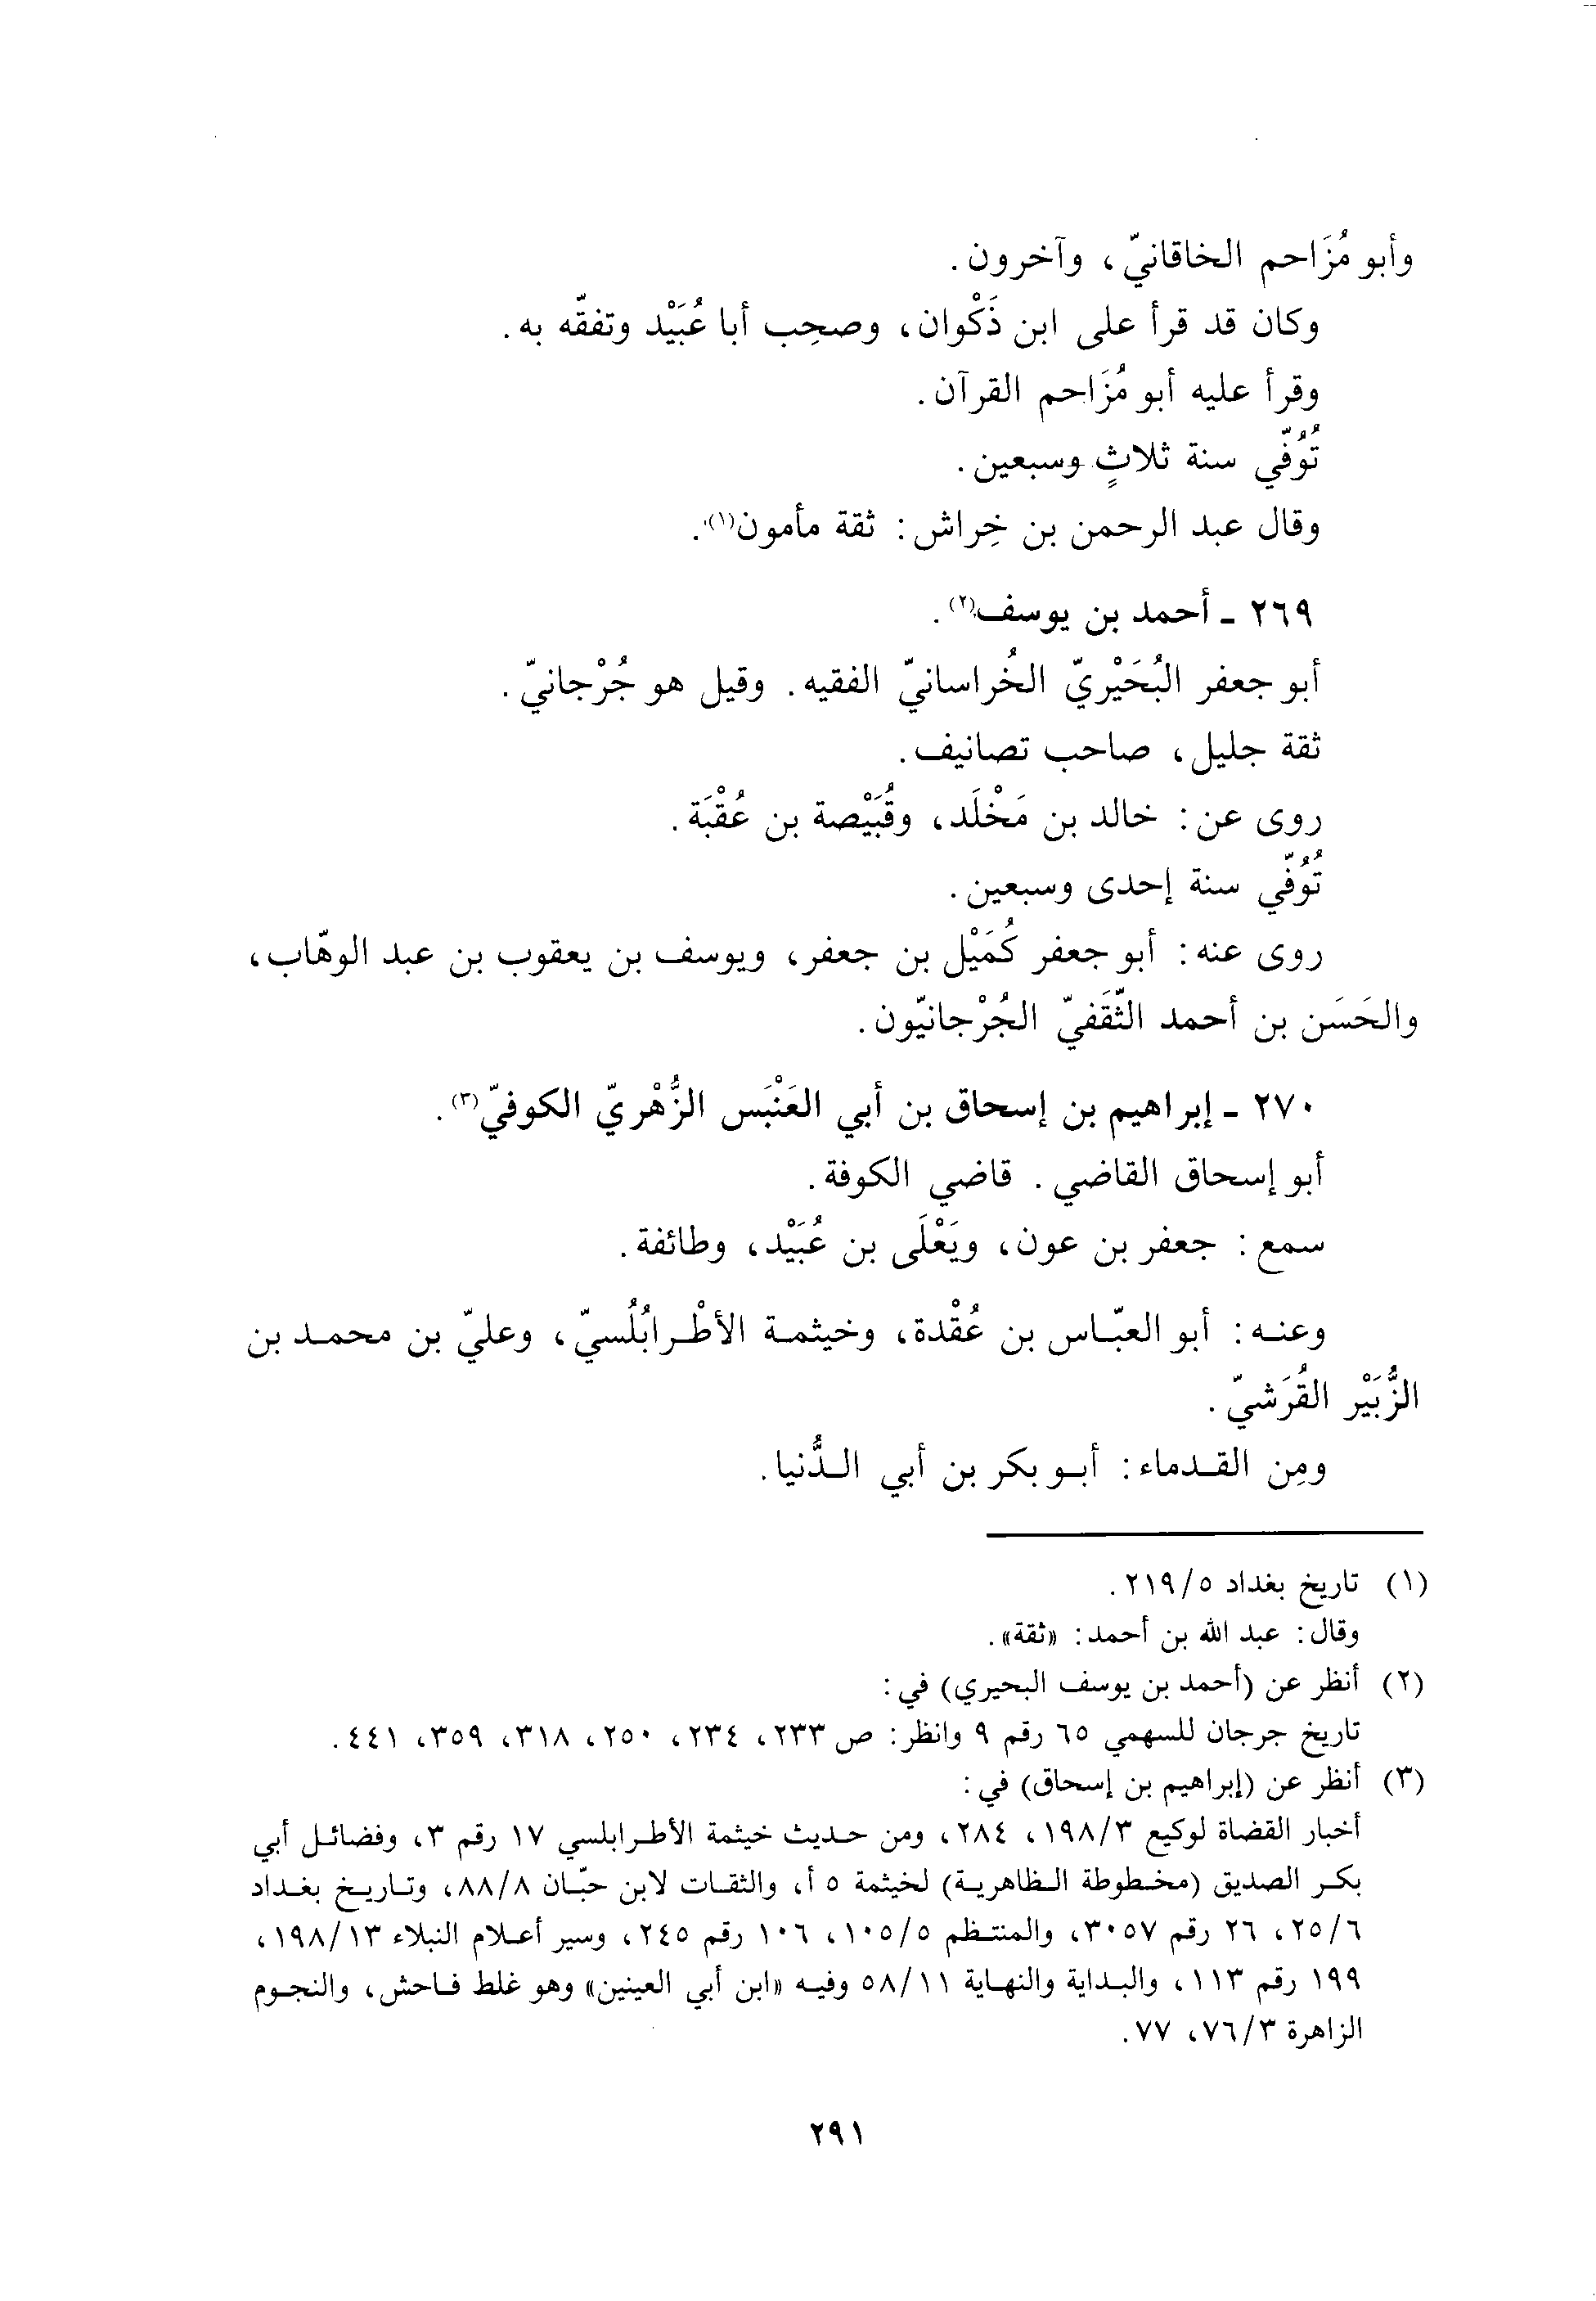 وأبو مُزَاحم الخاقانيّ، وآخرون.
وكان قد قرأ على ابن ذَكْوان، وصحِب أبا عُبَيْد وتفقّه به.
وقرأ عليه أبو مُزَاحم القرآن.
تُوُفّي سنة ثلاثٍ وسبعين.
وقال عبد الرحمن بن خِراش: ثقة مأمون(١).
٢٦٩ - أحمد بن يوسف(٢).
أبو جعفر البُحَيْريّ الخُراسانيّ الفقيه. وقيل هو جُرْجانيّ.
ثقة جليل، صاحب تصانيف.
روى عن: خالد بن مَخْلَد، وقُبَيْصة بن عُقْبَة.
تُوُفّي سنة إحدى وسبعين.
روى عنه: أبو جعفر كُمَيْل بن جعفر، ويوسف بن يعقوب بن عبد الوهّاب،
والحَسَن بن أحمد الثَّقَفيّ الجُرْجانيّون.
٢٧٠ - إبراهيم بن إسحاق بن أبي العَنْبَس الزُّهْريّ الكوفيّ(٣).
أبو إسحاق القاضي. قاضي الكوفة.
سمع: جعفر بن عون، ويَعْلَى بن عُبَيْد، وطائفة.
وعنه: أبو العبّاس بن عُقْدة، وخيثمة الأطْرابُلُسيّ، وعليّ بن محمد بن
الزُّبَيْر القُرَشيّ.
ومِن القدماء: أبو بكر بن أبي الدُّنيا.
(١) تاريخ بغداد ٥/٢١٩.
وقال: عبد الله بن أحمد: «ثقة».
(٢) أنظر عن (أحمد بن يوسف البحيري) في:
تاريخ جرجان للسهمي ٦٥ رقم ٩ وانظر: ص ٢٣٣، ٢٣٤، ٢٥٠، ٣١٨، ٣٥٩، ٤٤١.
(٣) أنظر عن (إبراهيم بن إسحاق) في:
أخبار القضاة لوكيع ٣/١٩٨، ٢٨٤، ومن حديث خيثمة الأطرابلسي ١٧ رقم ٣، وفضائل أبي
بكر الصديق (مخطوطة الظاهرية) لخيثمة ٥ أ، والثقات لابن حبّان ٨/٨٨، وتاريخ بغداد
٦/٢٥، ٢٦ رقم ٣٠٥٧، والمنتظم ٥/١٠٥، ١٠٦ رقم ٢٤٥، وسير أعلام النبلاء ١٣/١٩٨،
١٩٩ رقم ١١٣، والبداية والنهاية ١١/٥٨ وفيه «ابن أبي العينين» وهو غلط فاحش، والنجوم
الزاهرة ٣/٧٦، ٧٧.
٢٩١